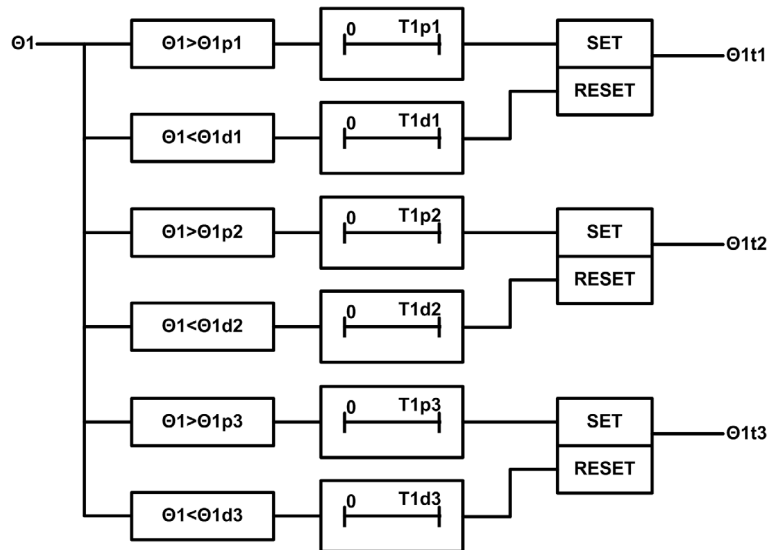 Θ1
Θ1>Θ1p1
0 T1p1
SET
Θ1t1
RESET
Θ1<Θ1d1
0 T1d1
Θ1>Θ1p2
0 T1p2
SET
Θ1t2
RESET
Θ1<Θ1d2
0 T1d2
Θ1>Θ1p3
0 T1p3
SET
Θ1t3
RESET
Θ1<Θ1d3
0 T1d3